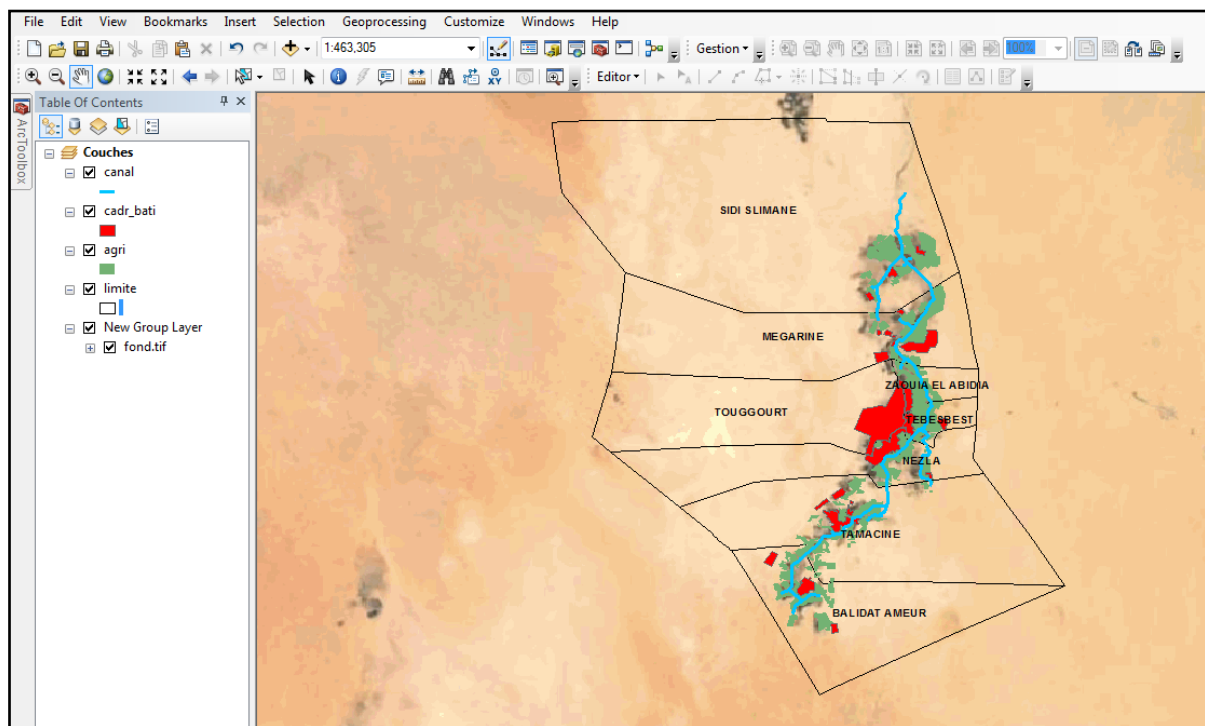 File Edit View Bookmarks Insert Selection Geoprocessing Customize Windows Help
1:463,305
Gestion
100%
Editor
ArcToolbox
Table Of Contents
Couches
canal
cadr_bati
agri
limite
New Group Layer
fond.tif
SIDI SLIMANE
MEGARINE
ZAOUIA EL ABIDIA
TOUGGOURT
TEBESBEST
NEZLA
TAMACINE
BALIDAT AMEUR